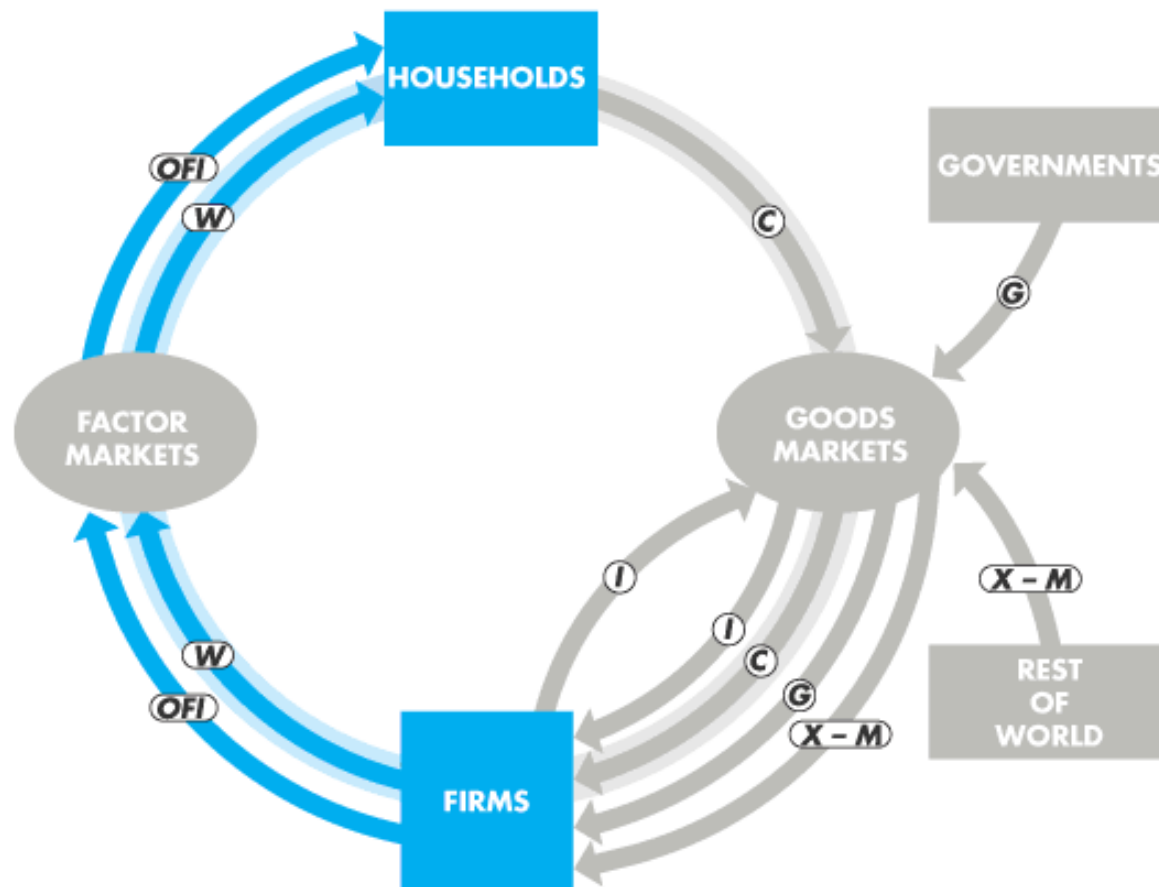 HOUSEHOLDS
GOVERNMENTS
OFI
W
C
G
FACTOR
MARKETS
GOODS
MARKETS
I
X – M
I
C
W
G
OFI
X – M
REST
OF
WORLD
FIRMS